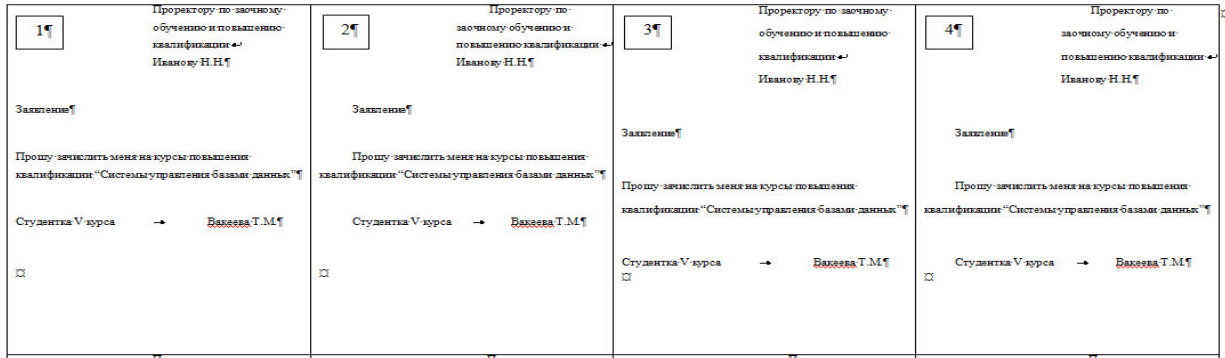 1¶
Проректору·по·заочному·
обучению·и·повышению·
квалификации·↵
Иванову·Н.Н.¶
Заявление¶
Прошу·зачислить·меня·на·курсы·повышения·
квалификации·“Системы·управления·базами·данных”¶
Студентка·V·курса → Вакеева·Т.М.¶
¤
2¶
Проректору·по·
заочному·обучению·и·
повышению·квалификации·↵
Иванову·Н.Н.¶
Заявление¶
Прошу·зачислить·меня·на·курсы·повышения·
квалификации·“Системы·управления·базами·данных”¶
Студентка·V·курса → Вакеева·Т.М.¶
¤
3¶
Проректору·по·заочному·
обучению·и·повышению·
квалификации·↵
Иванову·Н.Н.¶
Заявление¶
Прошу·зачислить·меня·на·курсы·повышения·
квалификации·“Системы·управления·базами·данных”¶
Студентка·V·курса → Вакеева·Т.М.¶
¤
4¶
Проректору·по·
заочному·обучению·и·
повышению·квалификации·↵
Иванову·Н.Н.¶
Заявление¶
Прошу·зачислить·меня·на·курсы·повышения·
квалификации·“Системы·управления·базами·данных”¶
Студентка·V·курса → Вакеева·Т.М.¶
¤
¤